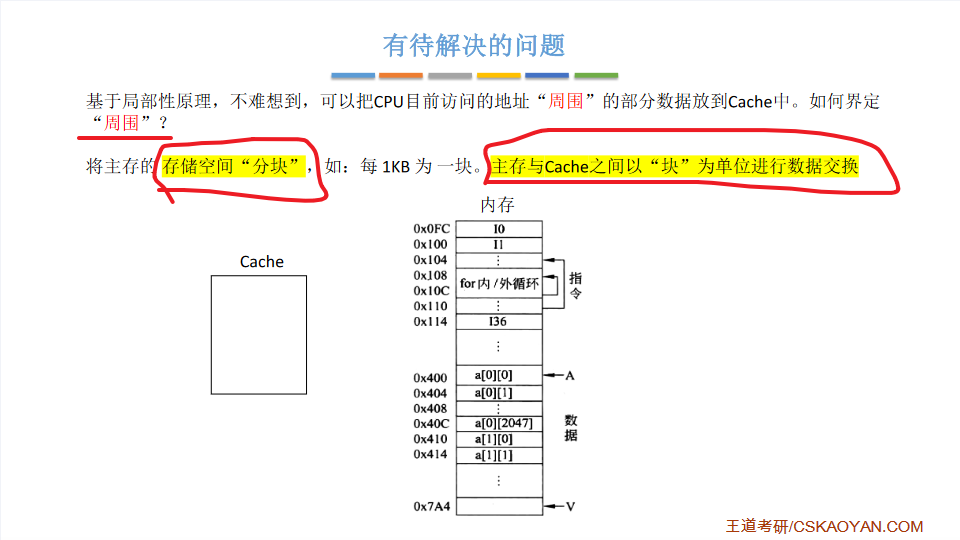 有待解决的问题
基于局部性原理，不难想到，可以把CPU目前访问的地址“周围”的部分数据放到Cache中。如何界定
“周围”？
将主存的存储空间“分块”，如：每 1KB 为一块。主存与Cache之间以“块”为单位进行数据交换
内存
0x0FC I0
0x100 I1
Cache
0x104 ⋮
0x108
for内/外循环
指令
0x10C
0x110 ⋮
0x114 I36
⋮
0x400 a[0][0] A
0x404 a[0][1]
0x408 ⋮
数据
0x40C a[0][2047]
0x410 a[1][0]
0x414 a[1][1]
⋮
0x7A4 V
王道考研/CSKAOYAN.COM